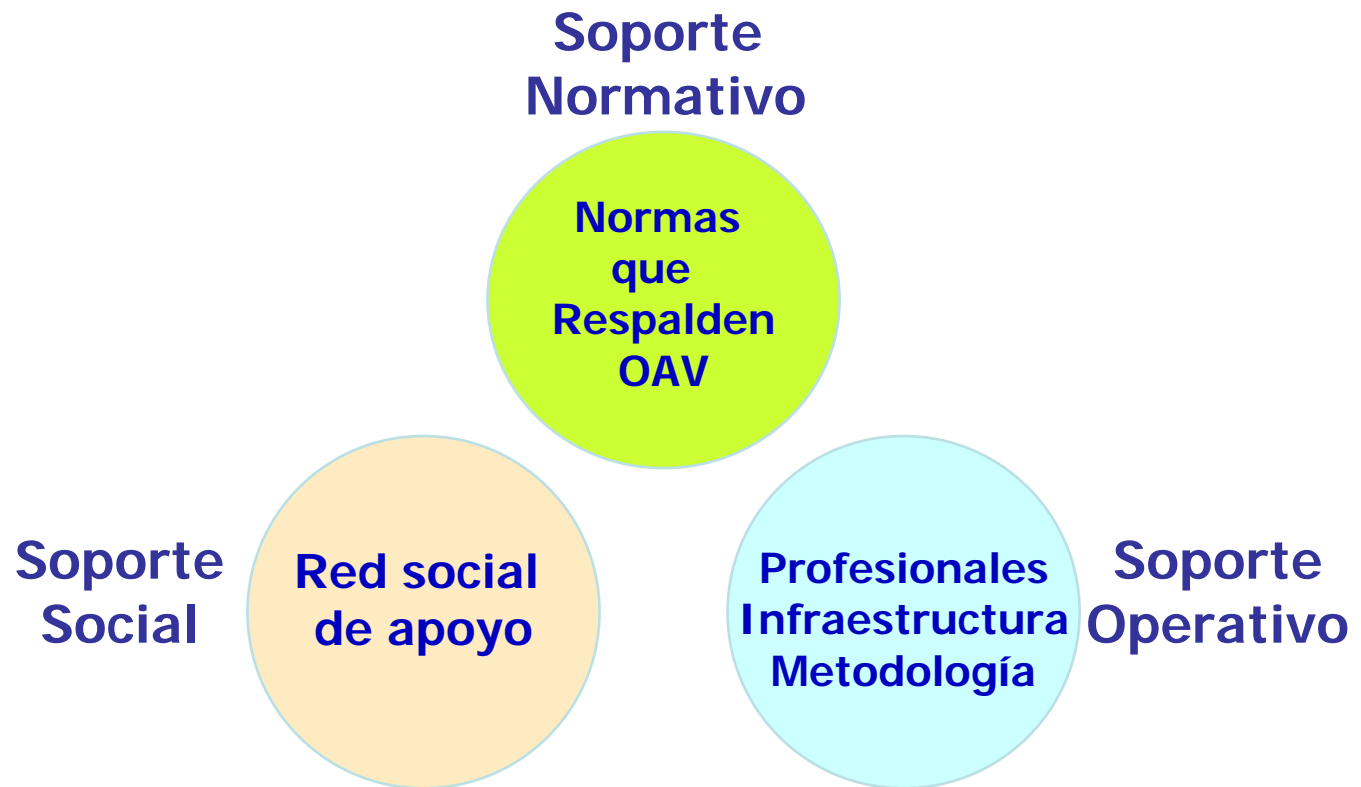 Soporte
Normativo
Normas
que
Respalden
OAV
Soporte
Social
Red social
de apoyo
Profesionales
Infraestructura
Metodología
Soporte
Operativo